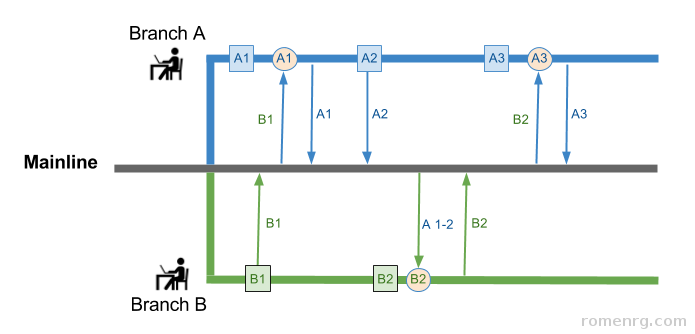 Branch A
A1 A1 A2 A3 A3
B1 A1 A2 B2 A3
Mainline
B1 A 1-2 B2
B1 B2 B2
Branch B
romenrg.com